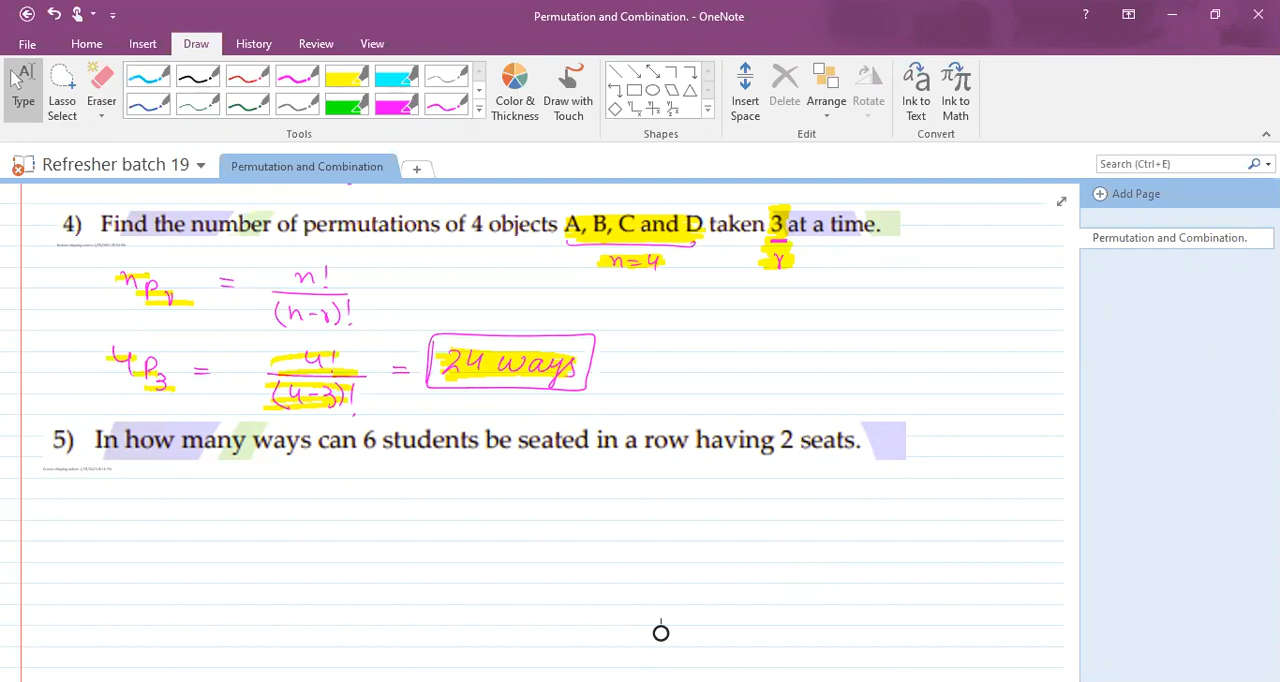 Permutation and Combination. - OneNote
?
File
Home
Insert
Draw
History
Review
View
Type
Lasso Select
Eraser
Color & Thickness
Draw with Touch
Insert Space
Delete
Arrange
Rotate
Ink to Text
Ink to Math
Tools
Shapes
Edit
Convert
Refresher batch 19
Permutation and Combination
Search (Ctrl+E)
Add Page
Permutation and Combination.
4) Find the number of permutations of 4 objects A, B, C and D taken 3 at a time.
n=4
r
nPr = n! / (n-r)!
4P3 = 4! / (4-3)! = 24 ways
5) In how many ways can 6 students be seated in a row having 2 seats.